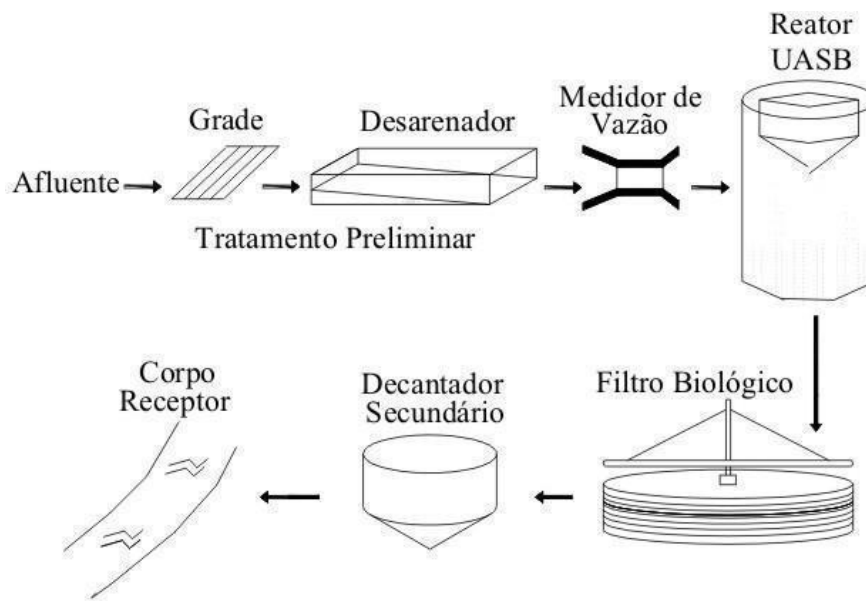 Reator
UASB
Medidor de
Vazão
Grade
Desarenador
Afluente
Tratamento Preliminar
Corpo
Receptor
Decantador
Secundário
Filtro Biológico